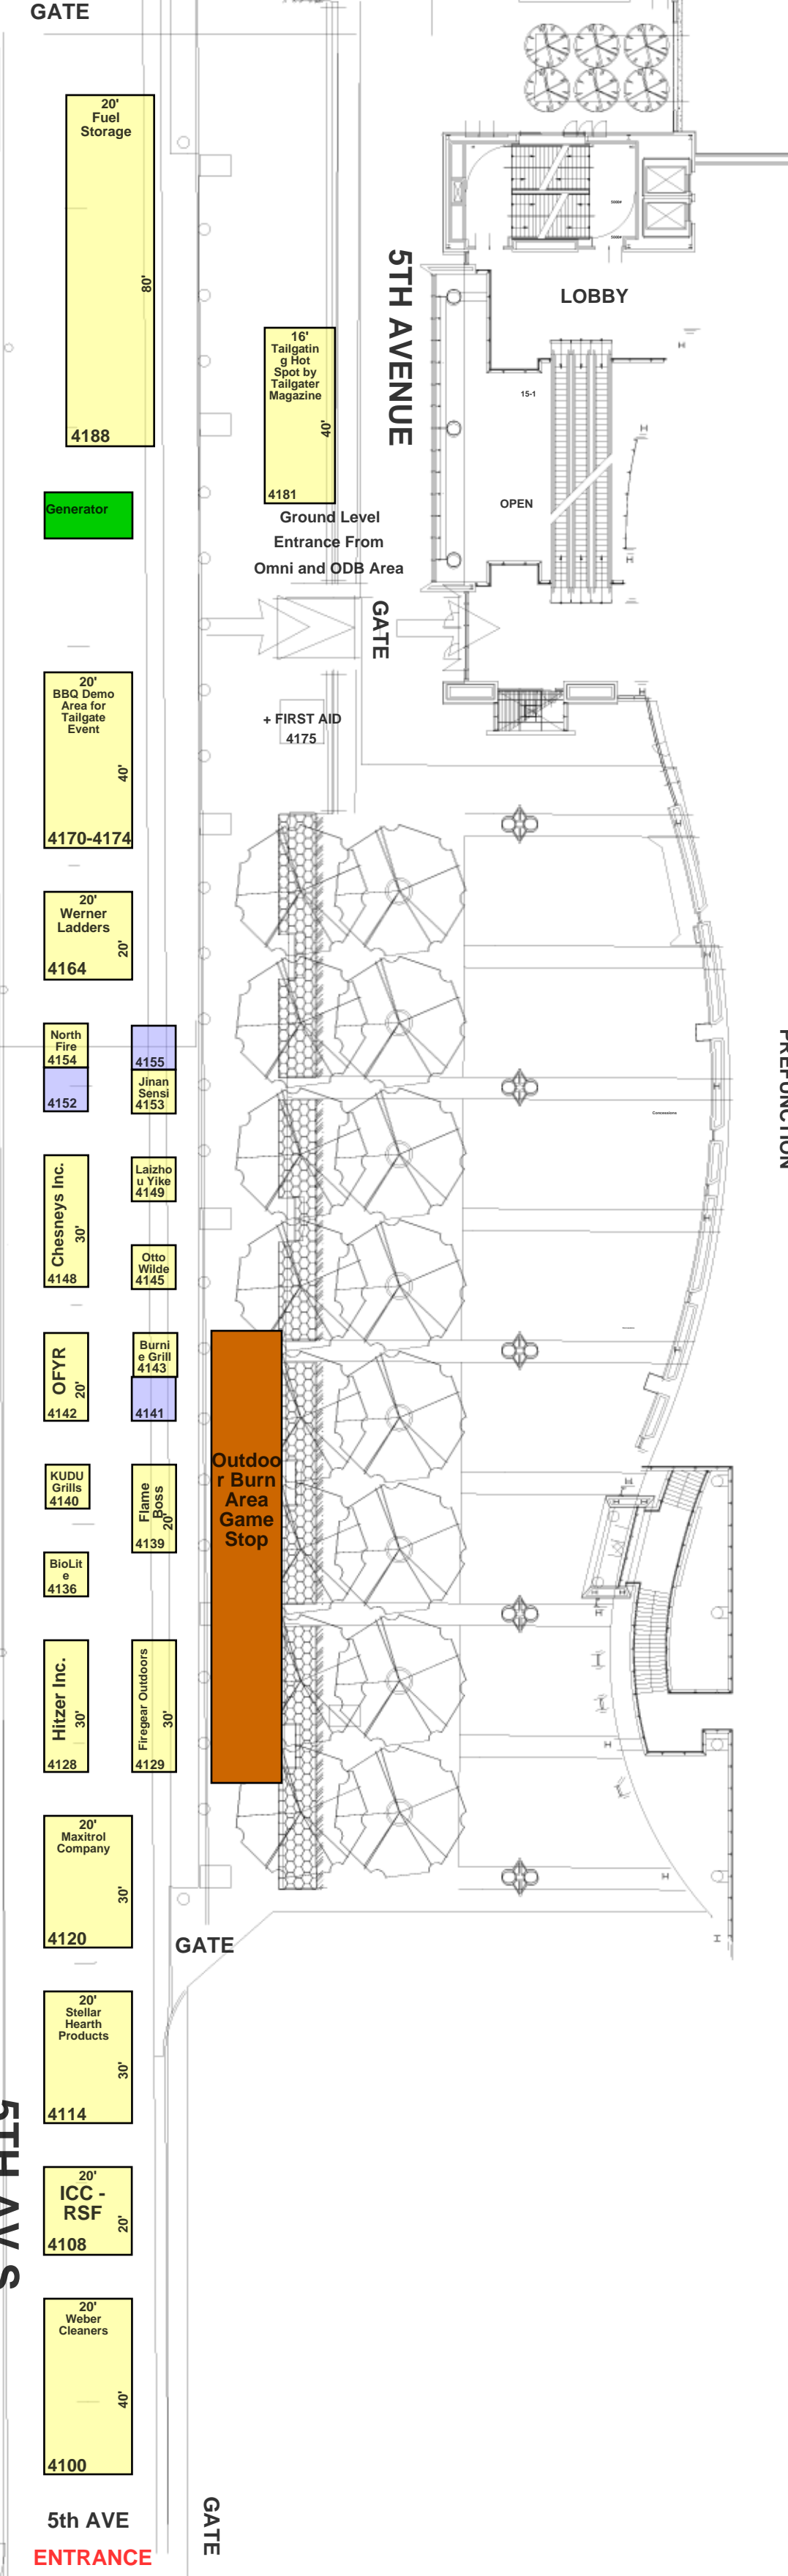 GATE
20'
Fuel
Storage
80'
4188
5TH AVENUE
LOBBY
16'
Tailgatin
g Hot
Spot by
Tailgater
Magazine
40'
4181
15-1
OPEN
Generator
Ground Level
Entrance From
Omni and ODB Area
GATE
20'
BBQ Demo
Area for
Tailgate
Event
40'
4170-4174
+ FIRST AID
4175
20'
Werner
Ladders
20'
4164
North
Fire
4154
4155
4152
Jinan
Sensi
4153
PREFUNCTION
Concessions
Chesneys Inc.
30'
4148
Laizho
u Yike
4149
Otto
Wilde
4145
OFYR
20'
4142
Burni
e Grill
4143
4141
KUDU
Grills
4140
Flame
Boss
20'
4139
Outdoo
r Burn
Area
Game
Stop
BioLit
e
4136
Hitzer Inc.
30'
4128
Firegear Outdoors
30'
4129
20'
Maxitrol
Company
30'
4120
GATE
20'
Stellar
Hearth
Products
30'
4114
5TH AV S
20'
ICC -
RSF
20'
4108
20'
Weber
Cleaners
40'
4100
5th AVE
GATE
ENTRANCE